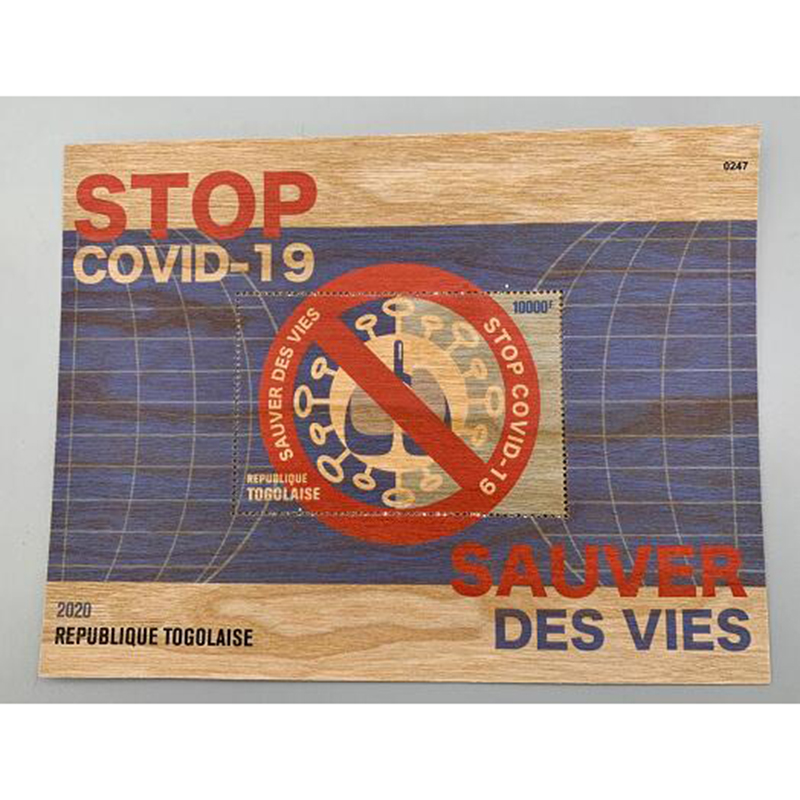 0247
STOP
COVID-19
10000F
SAUVER DES VIES
STOP COVID-19
REPUBLIQUE
TOGOLAISE
SAUVER
DES VIES
2020
REPUBLIQUE TOGOLAISE